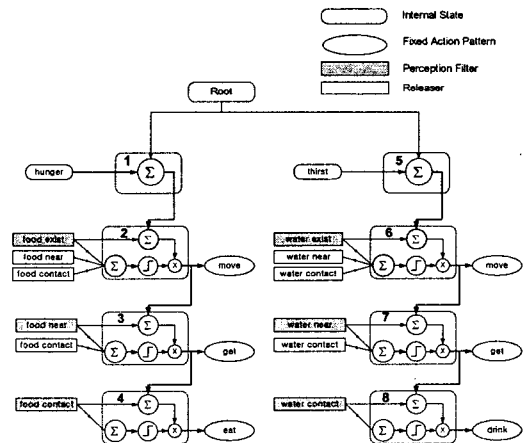 Internal State
Fixed Action Pattern
Perception Filter
Releaser
Root
1
Σ
hunger
5
Σ
thirst
2
Σ
food exist
food near
food contact
Σ
x
move
6
Σ
water exist
water near
water contact
Σ
x
move
3
Σ
food near
food contact
Σ
x
get
7
Σ
water near
water contact
Σ
x
get
4
Σ
food contact
Σ
x
eat
8
Σ
water contact
Σ
x
drink